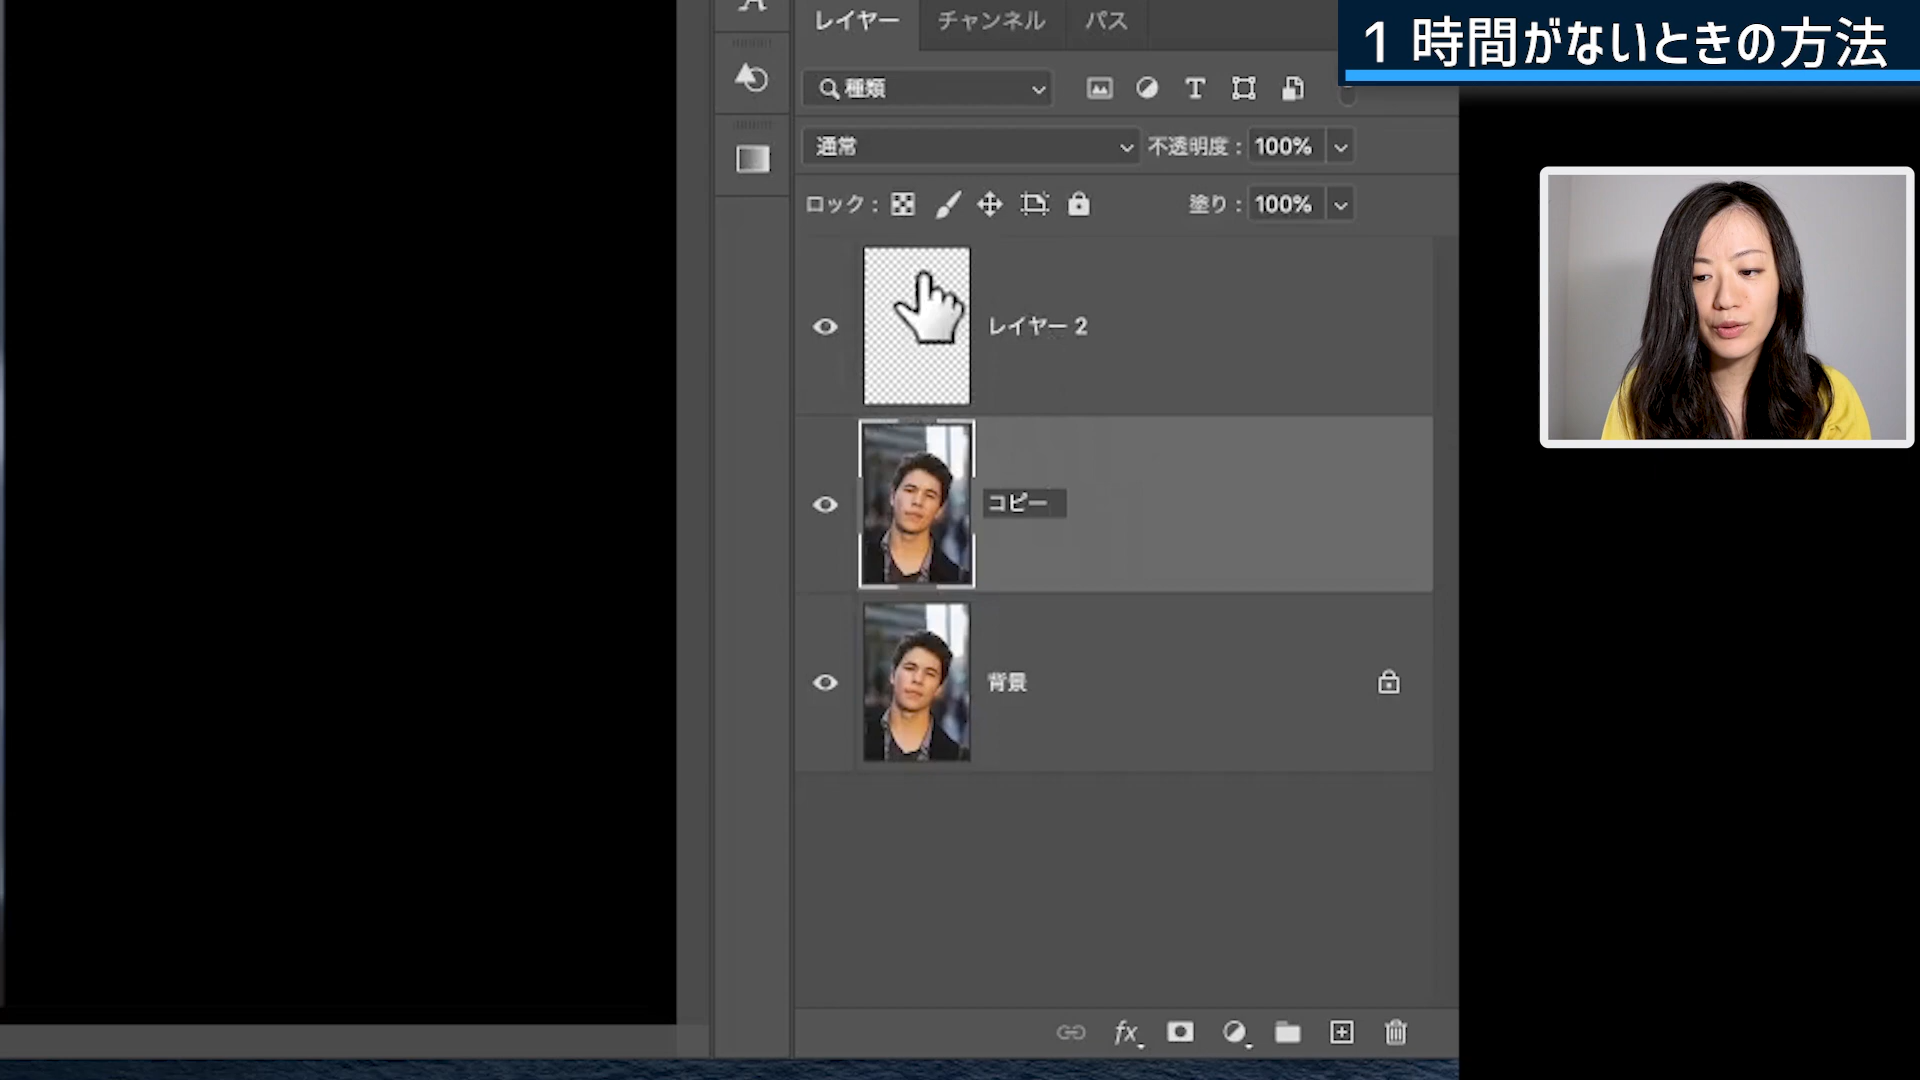 レイヤー チャンネル パス
1 時間がないときの方法
種類
通常 不透明度： 100%
ロック： 塗り： 100%
レイヤー 2
コピー
背景
fx